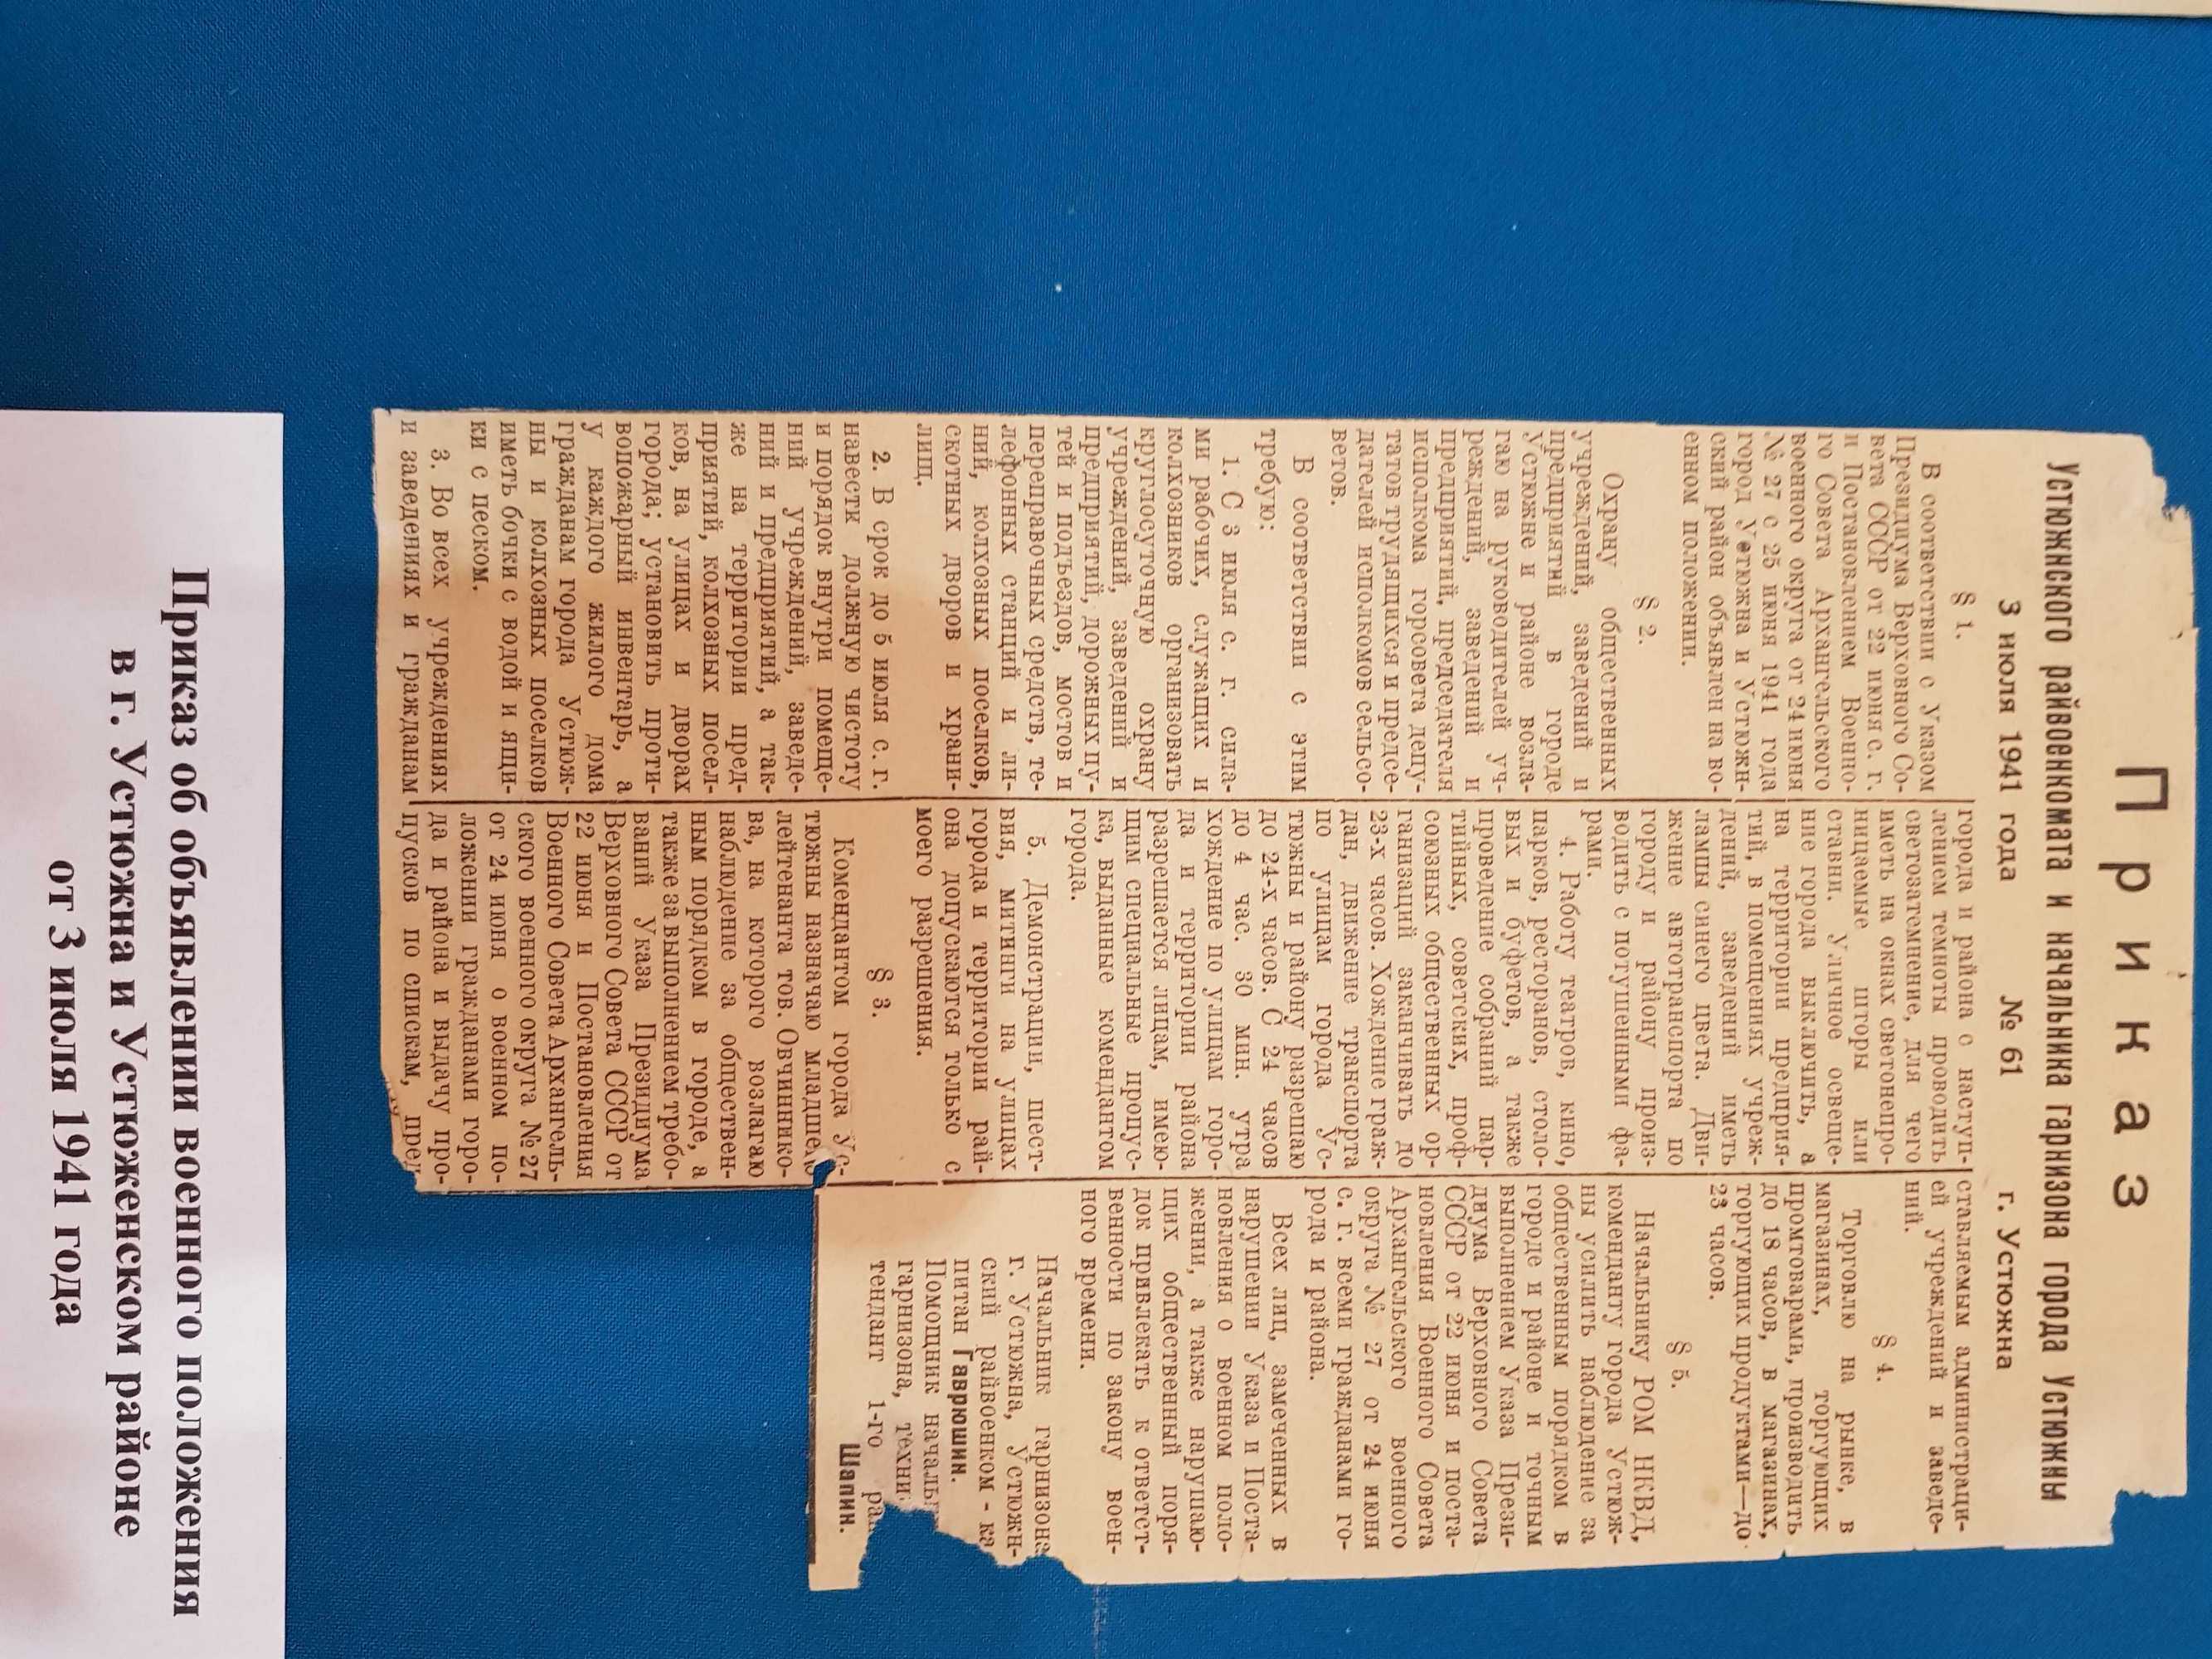 Приказ
Устюжского райвоенкомата и начальника гарнизона города Устюжны
3 июля 1941 года № 61 г. Устюжна
§ 1.
В соответствии с Указом
Президиума Верховного Со-
вета СССР от 22 июня с. г.
и Постановлением Военно-
го Совета Архангельского
военного округа от 24 июня
№ 27 с 25 июня 1941 года
город Устюжна и Устюжн-
ский район объявлен на во-
енном положении.
§ 2.
Охрану общественных
учреждений, заведений и
предприятий в городе
Устюжне и районе возла-
гаю на руководителей уч-
реждений, заведений и
предприятий, председателя
исполкома горсовета депу-
татов трудящихся и предсе-
дателей исполкомов сельсо-
ветов.
В соответствии с этим
требую:
1. С 3 июля с. г. сила-
ми рабочих, служащих и
колхозников организовать
круглосуточную охрану
учреждений, заведений и
предприятий, дорожных пу-
тей и подъездов, мостов и
переправочных средств, те-
лефонных станций и ли-
ний, колхозных поселков,
скотных дворов и храни-
лищ.
2. В срок до 5 июля с. г.
навести должную чистоту
и порядок внутри помеще-
ний учреждений, заведе-
ний и предприятий, а так-
же на территории пред-
приятий, колхозных посел-
ков, на улицах и дворах
города; установить проти-
вопожарный инвентарь, а
у каждого жилого дома
гражданам города Устюж-
ны и колхозных поселков
иметь бочки с водой и ящи-
ки с песком.
3. Во всех учреждениях
и заведениях и гражданам
города и района с наступ-
лением темноты проводить
светозатемнение, для чего
иметь на окнах светонепро-
ницаемые шторы или
ставни. Уличное освеще-
ние города выключить, а
на территории предприя-
тий, в помещениях учреж-
дений, заведений иметь
лампы синего цвета. Дви-
жение автотранспорта по
городу и району произ-
водить с потушенными фа-
рами.
4. Работу театров, кино,
парков, ресторанов, столо-
вых и буфетов, а также
проведение собраний пар-
тийных, советских, проф-
союзных общественных ор-
ганизаций заканчивать до
23-х часов. Хождение граж-
дан, движение транспорта
по улицам города Ус-
тюжны и району разрешаю
до 24-х часов. С 24 часов
до 4 час. 30 мин. утра
хождение по улицам горо-
да и территории района
разрешается лицам, имею-
щим специальные пропус-
ка, выданные комендантом
города.
5. Демонстрации, шест-
вия, митинги на улицах
города и территории рай-
она допускаются только с
моего разрешения.
§ 3.
Комендантом города Ус-
тюжны назначаю младшего
лейтенанта тов. Овчиннико-
ва, на которого возлагаю
наблюдение за обществен-
ным порядком в городе, а
также за выполнением требо-
ваний Указа Президиума
Верховного Совета СССР от
22 июня и Постановления
Военного Совета Архангель-
ского военного округа № 27
от 24 июня о военном по-
ложении гражданами горо-
да и района и выдачу про-
пусков по спискам, пред-
ставляемым администраци-
ей учреждений и заведе-
ний.
§ 4.
Торговлю на рынке, в
магазинах, торгующих
промтоварами, производить
до 18 часов, в магазинах,
торгующих продуктами—до
23 часов.
§ 5.
Начальнику РОМ НКВД,
коменданту города Устюж-
ны усилить наблюдение за
общественным порядком в
городе и районе и точным
выполнением Указа Прези-
диума Верховного Совета
СССР от 22 июня и поста-
новления Военного Совета
Архангельского военного
округа № 27 от 24 июня
с. г. всеми гражданами го-
рода и района.
Всех лиц, замеченных в
нарушении Указа и Поста-
новления о военном поло-
жении, а также нарушаю-
щих общественный поря-
док привлекать к ответст-
венности по закону воен-
ного времени.
Начальник гарнизона
г. Устюжна, Устюжн-
ский райвоенком - ка
питан Гаврюшин.
Помощник начальн
гарнизона, техни
тендант 1-го ра
Шапин.
Приказ об объявлении военного положения
в г. Устюжна и Устюженском районе
от 3 июля 1941 года